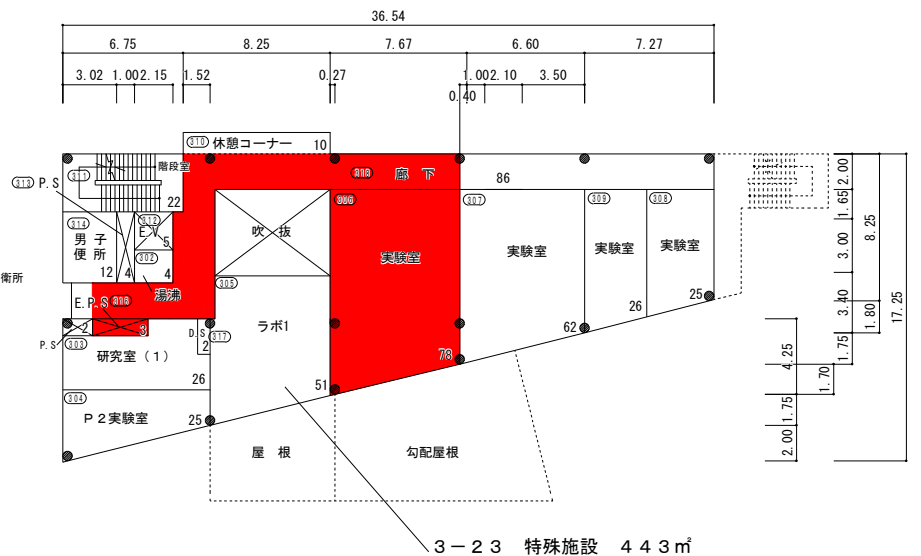 36.54
6.75 8.25 7.67 6.60 7.27
3.02 1.00 2.15 1.52 0.27 1.00 2.10 3.50
0.40
310 休憩コーナー 10
311 階段室 22
313 P.S
318 廊 下 86
314 男子便所 12
4
312 E.V 5
302 4
湯沸
衛所
吹 抜
306 実験室 78
307 実験室 62
309 実験室 26
308 実験室 25
305 ラボ1 51
E.P.S 316 3
2
P.S
D.S 317
2
303 研究室（1） 26
304 P2実験室 25
屋 根
勾配屋根
2.00
1.65
3.00
3.40
1.80
1.75
8.25
17.25
4.25
1.70
1.75
2.00
3－23 特殊施設 443㎡